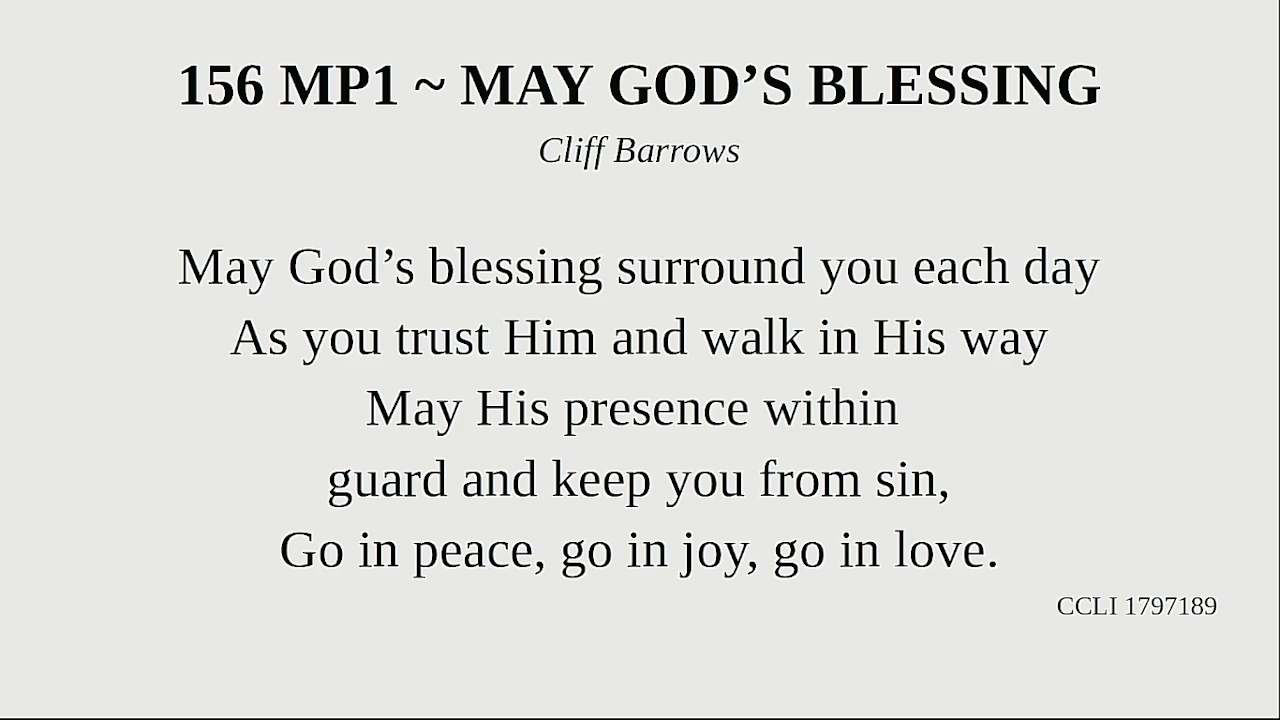 156 MP1 ~ MAY GOD’S BLESSING
Cliff Barrows
May God’s blessing surround you each day
As you trust Him and walk in His way
May His presence within
guard and keep you from sin,
Go in peace, go in joy, go in love.
CCLI 1797189